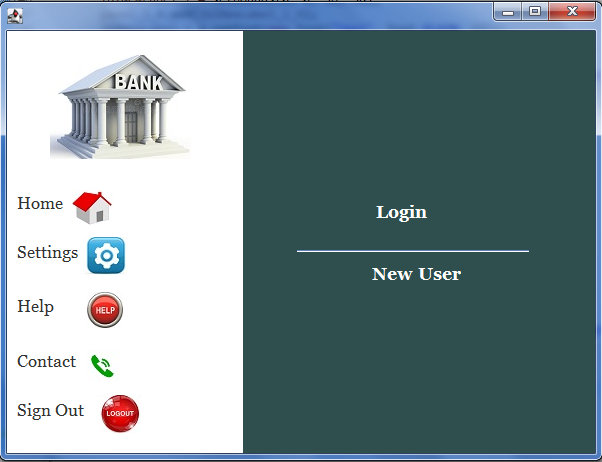 BANK
Home
Settings
Help
HELP
Contact
Sign Out
LOGOUT
Login
New User